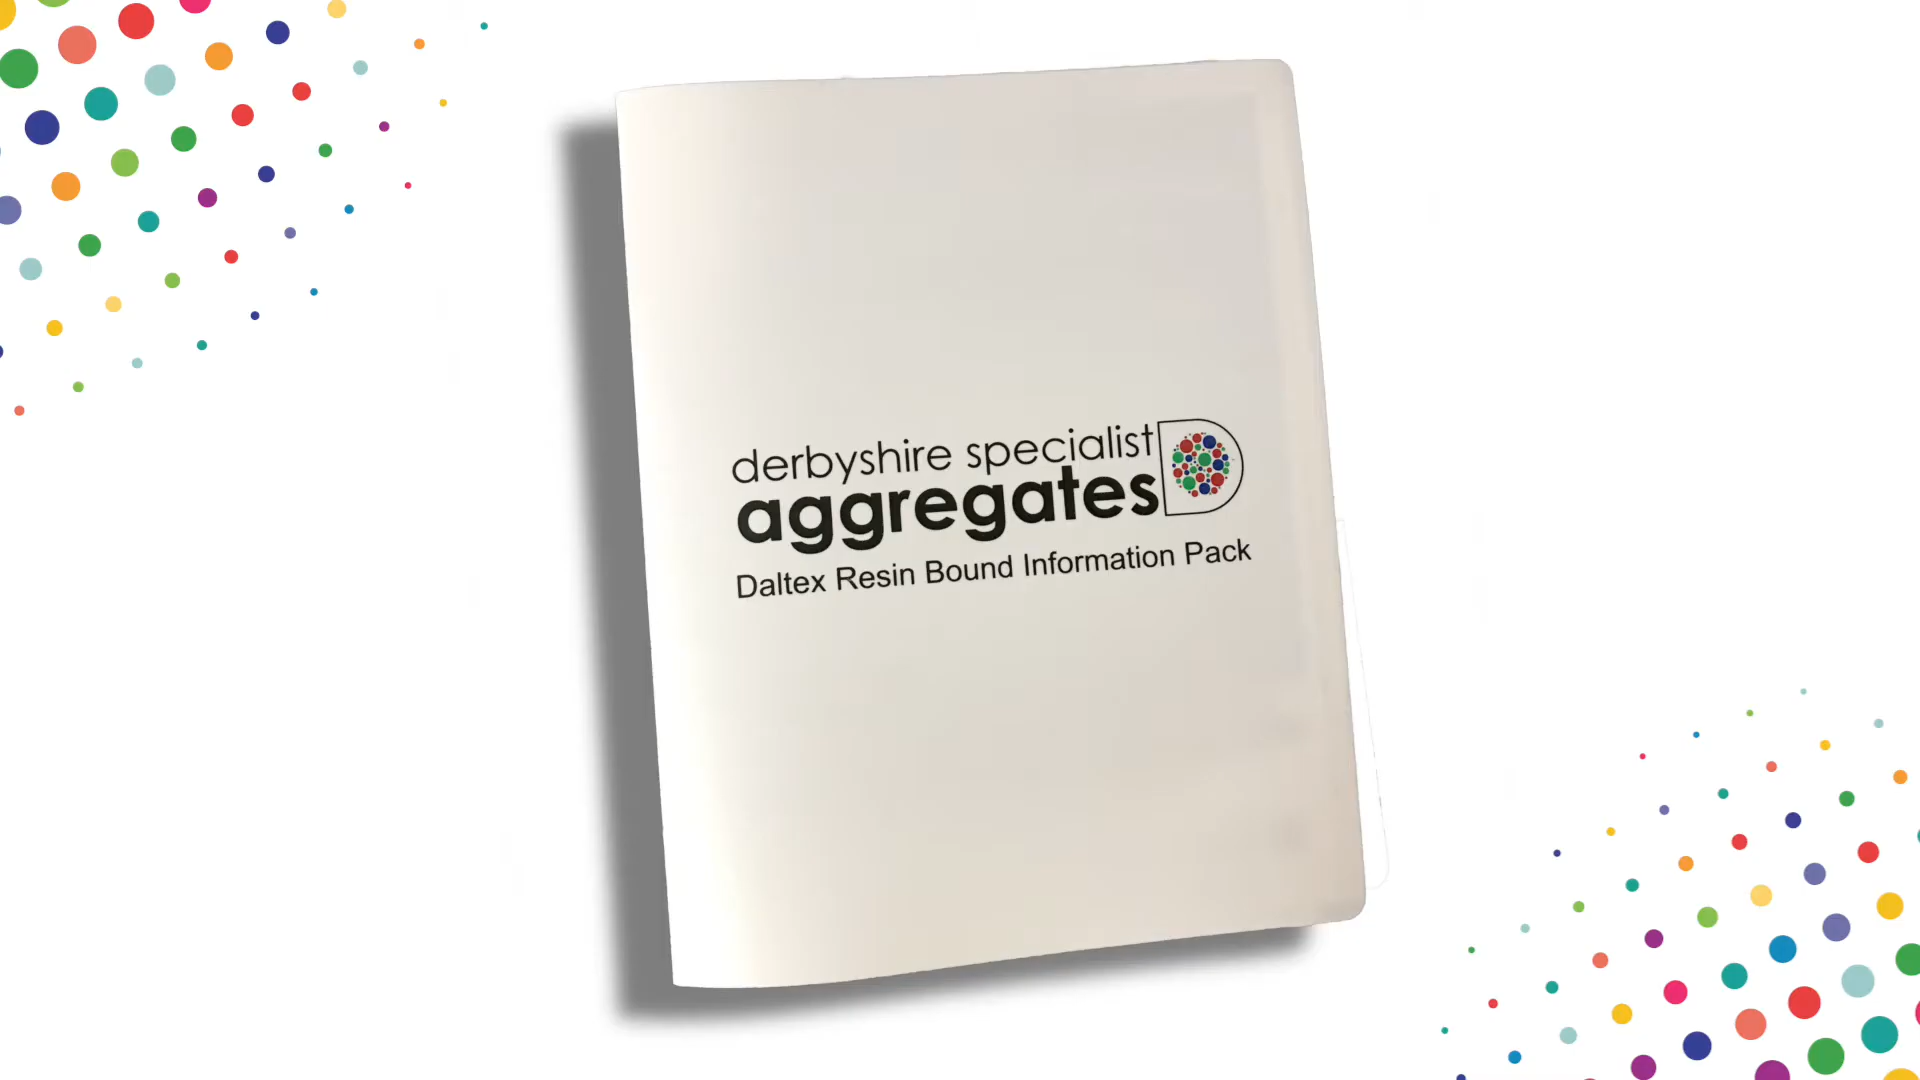 derbyshire specialist
aggregates
Daltex Resin Bound Information Pack